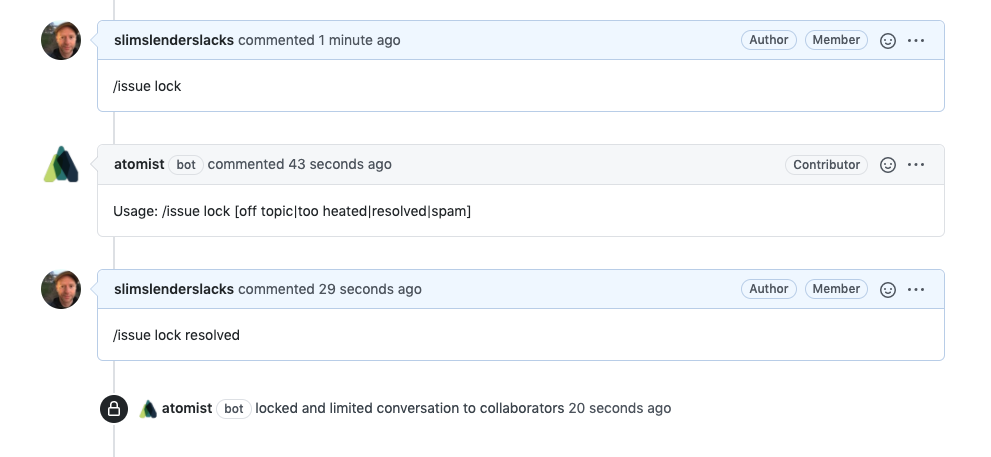 slimslenderslacks commented 1 minute ago Author Member
/issue lock
atomist bot commented 43 seconds ago Contributor
Usage: /issue lock [off topic|too heated|resolved|spam]
slimslenderslacks commented 29 seconds ago Author Member
/issue lock resolved
atomist bot locked and limited conversation to collaborators 20 seconds ago